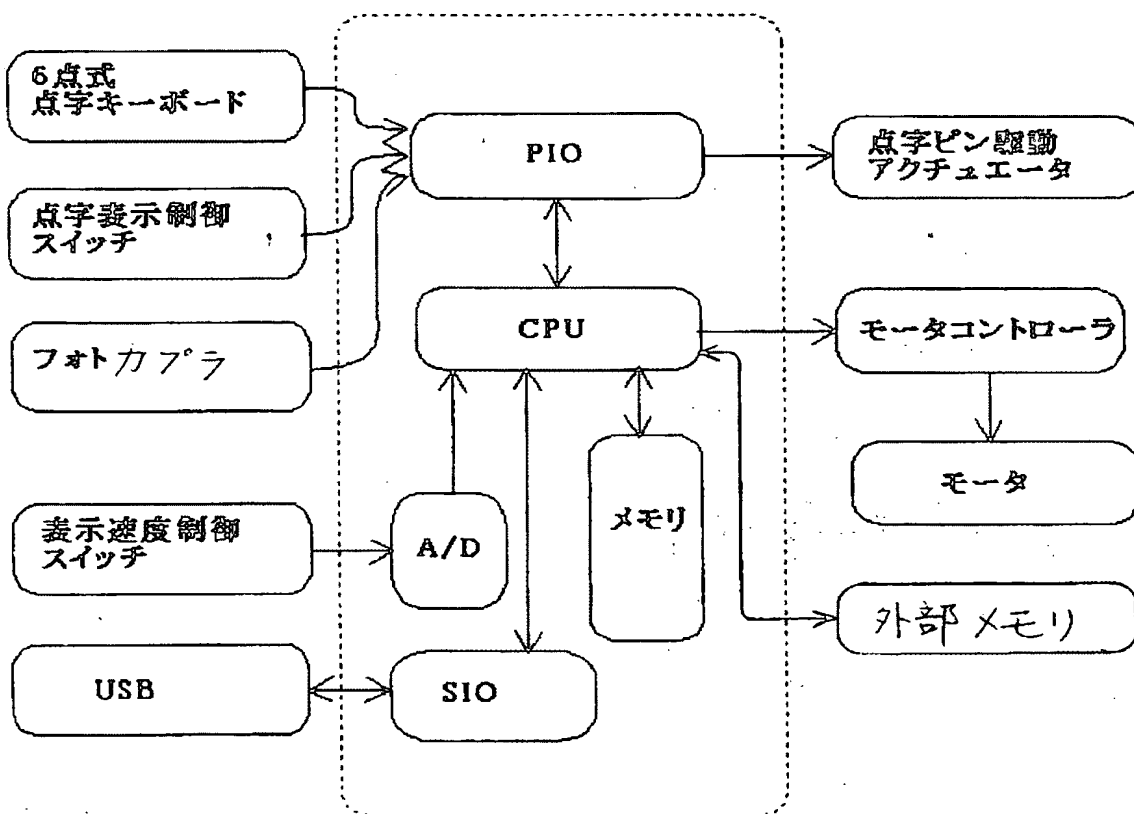 6点式
点字キーボード
PIO
点字ピン駆動
アクチュエータ
点字表示制御
スイッチ
CPU
モータコントローラ
フォトカプラ
モータ
メモリ
表示速度制御
スイッチ
A/D
外部メモリ
USB
SIO